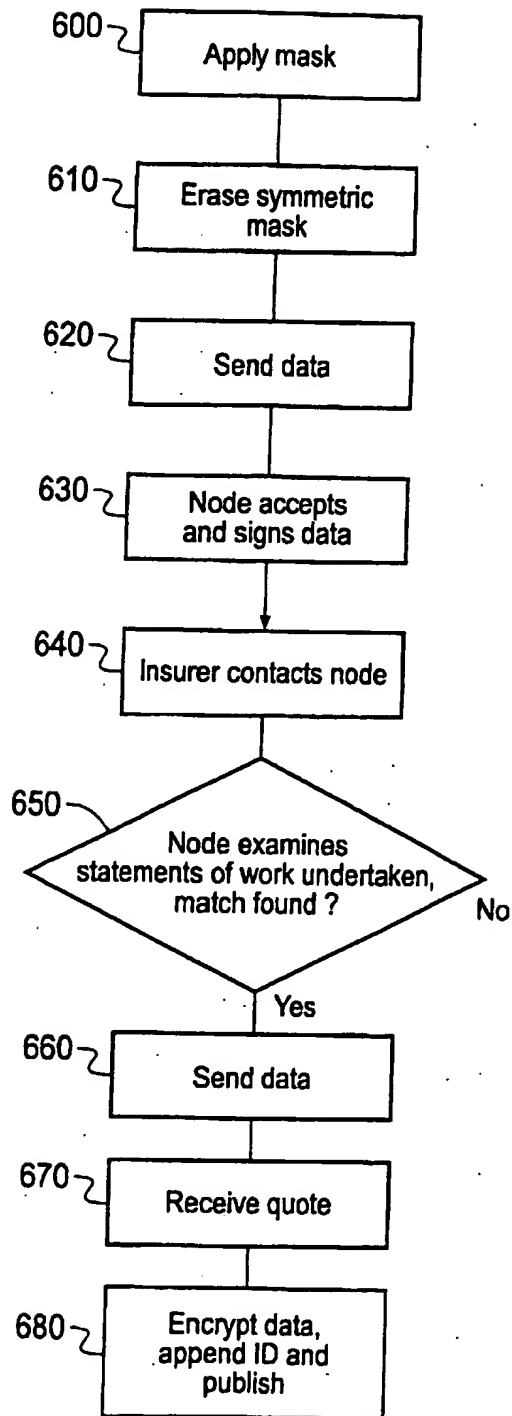 600
Apply mask
610
Erase symmetric
mask
620
Send data
630
Node accepts
and signs data
640
Insurer contacts node
650
Node examines
statements of work undertaken,
match found ?
No
Yes
660
Send data
670
Receive quote
680
Encrypt data,
append ID and
publish